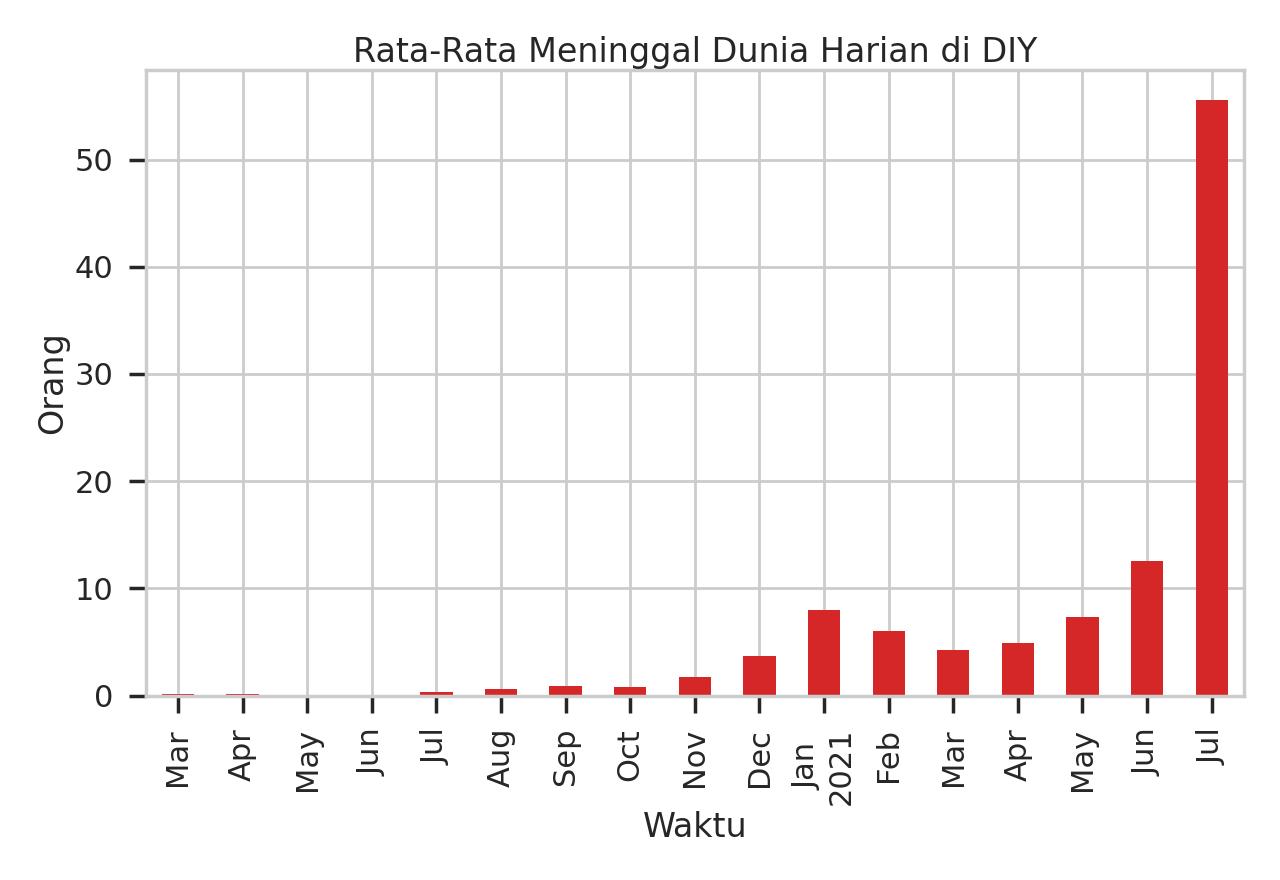 Rata-Rata Meninggal Dunia Harian di DIY
50
40
30
20
10
0
Orang
Mar
Apr
May
Jun
Jul
Aug
Sep
Oct
Nov
Dec
Jan
2021
Feb
Mar
Apr
May
Jun
Jul
Waktu